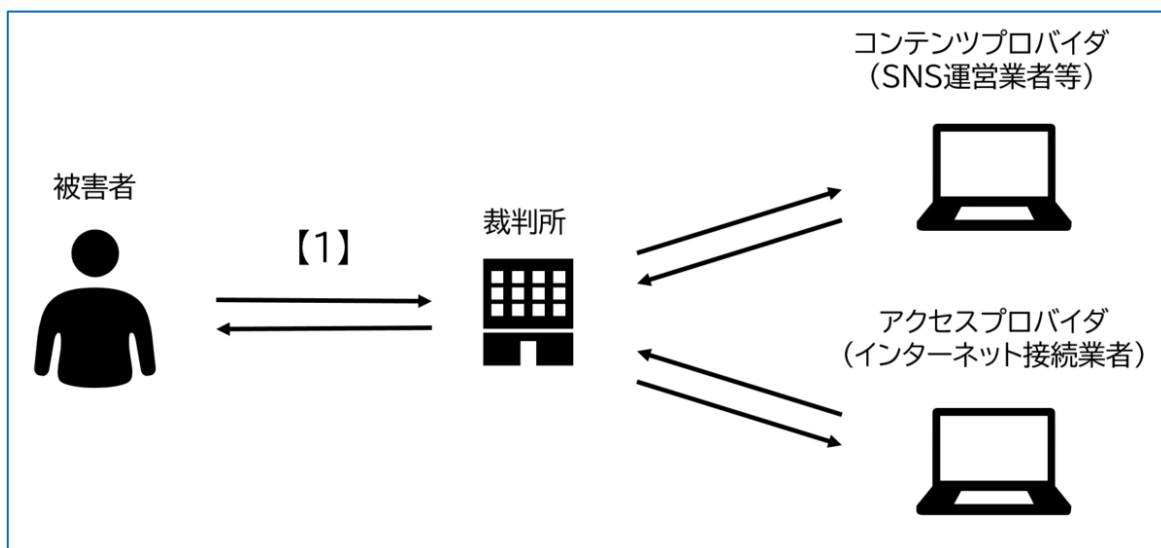 コンテンツプロバイダ
（SNS運営業者等）
被害者
【1】
裁判所
アクセスプロバイダ
（インターネット接続業者）